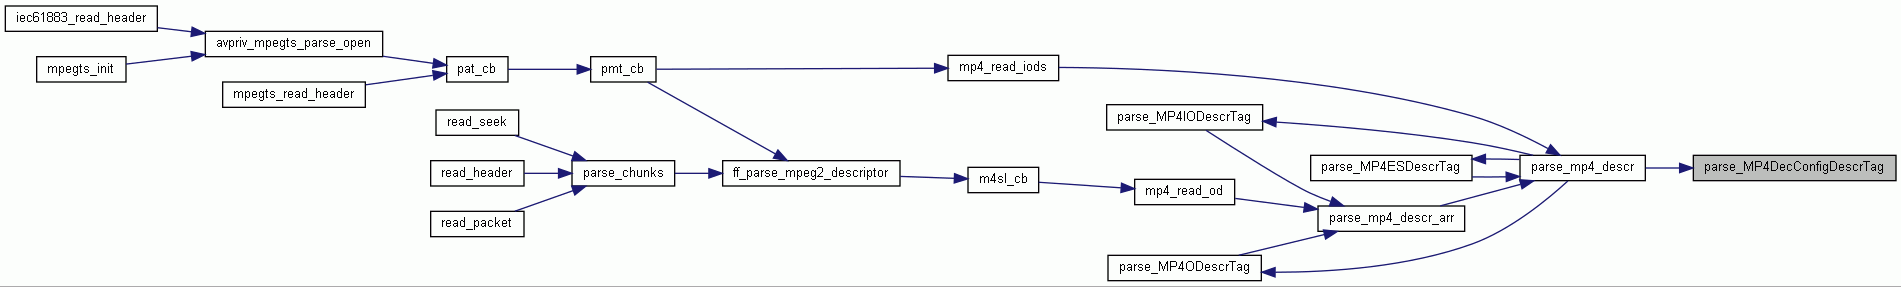 iec61883_read_header
mpegts_init
avpriv_mpegts_parse_open
mpegts_read_header
pat_cb
pmt_cb
read_seek
read_header
read_packet
parse_chunks
ff_parse_mpeg2_descriptor
mp4_read_iods
m4sl_cb
parse_MP4IODescrTag
mp4_read_od
parse_MP4ODescrTag
parse_MP4ESDescrTag
parse_mp4_descr_arr
parse_mp4_descr
parse_MP4DecConfigDescrTag